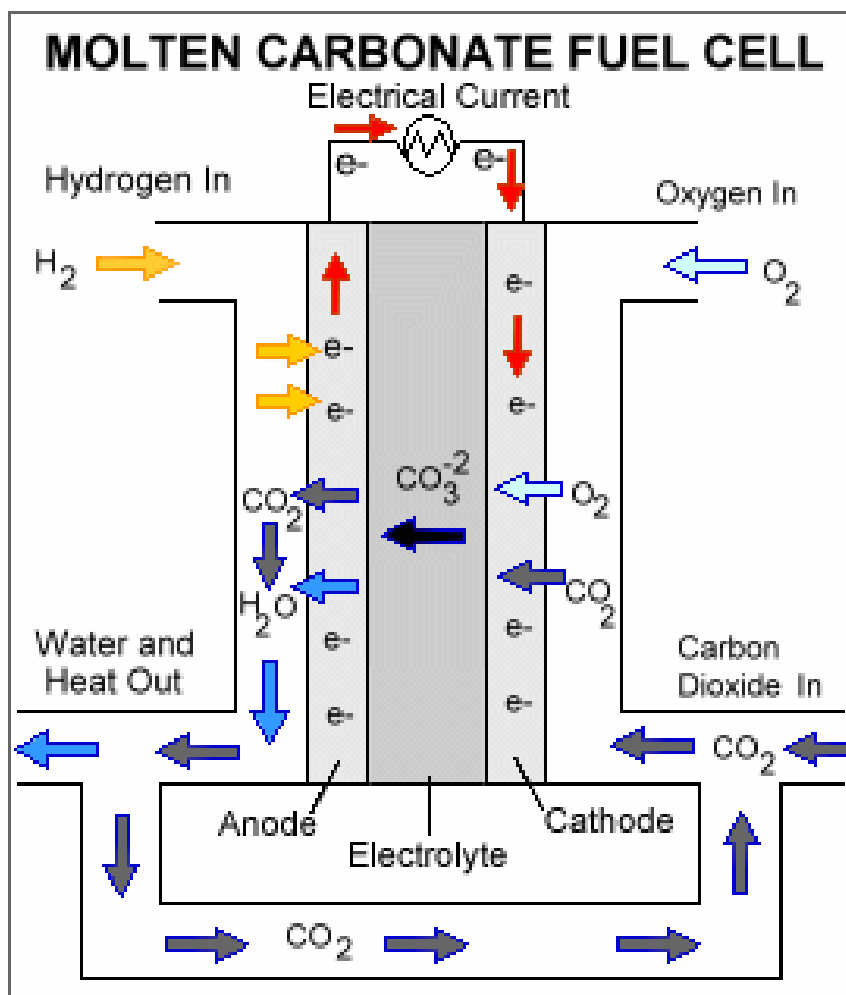 MOLTEN CARBONATE FUEL CELL
Electrical Current
e-
e-
Hydrogen In
Oxygen In
H2
O2
e-
e-
e-
e-
CO3-2
CO2
O2
H2O
CO2
e-
e-
Water and
Heat Out
Carbon
Dioxide In
e-
e-
CO2
Anode
Cathode
Electrolyte
CO2